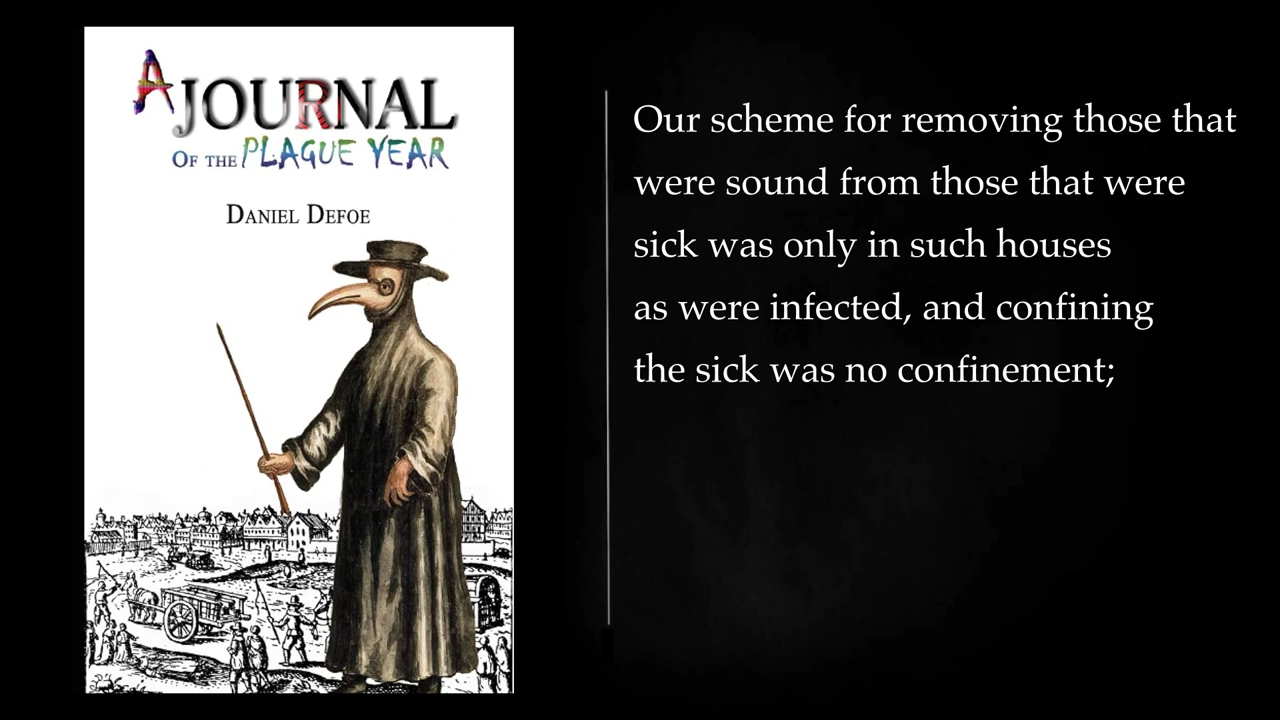 A JOURNAL
OF THE PLAGUE YEAR
DANIEL DEFOE
Our scheme for removing those that
were sound from those that were
sick was only in such houses
as were infected, and confining
the sick was no confinement;